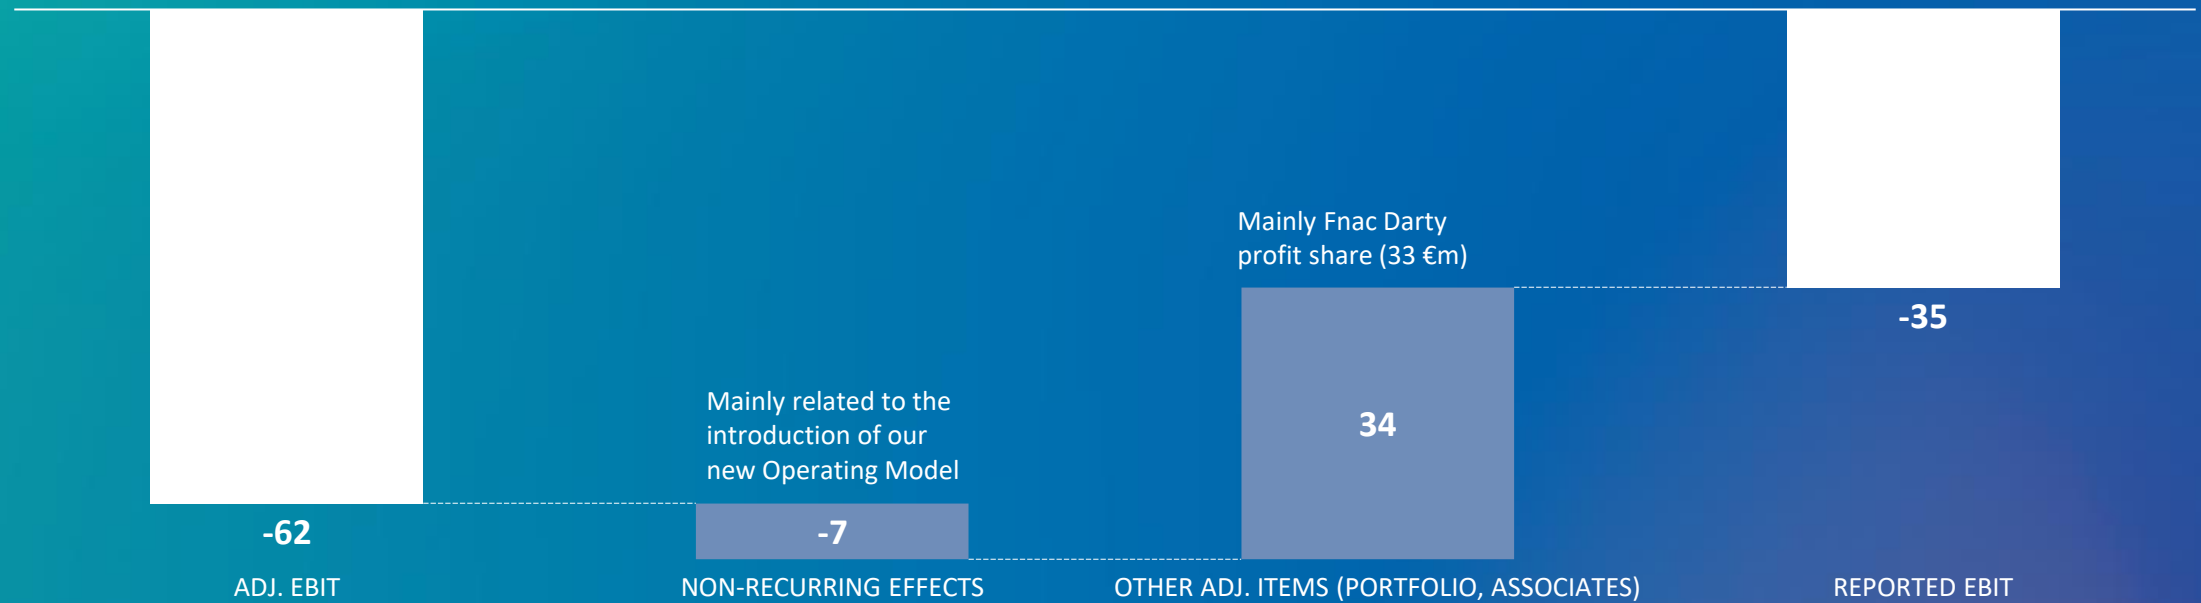 Mainly Fnac Darty
profit share (33 €m)
-35
Mainly related to the
introduction of our
new Operating Model
34
-62
-7
ADJ. EBIT
NON-RECURRING EFFECTS
OTHER ADJ. ITEMS (PORTFOLIO, ASSOCIATES)
REPORTED EBIT